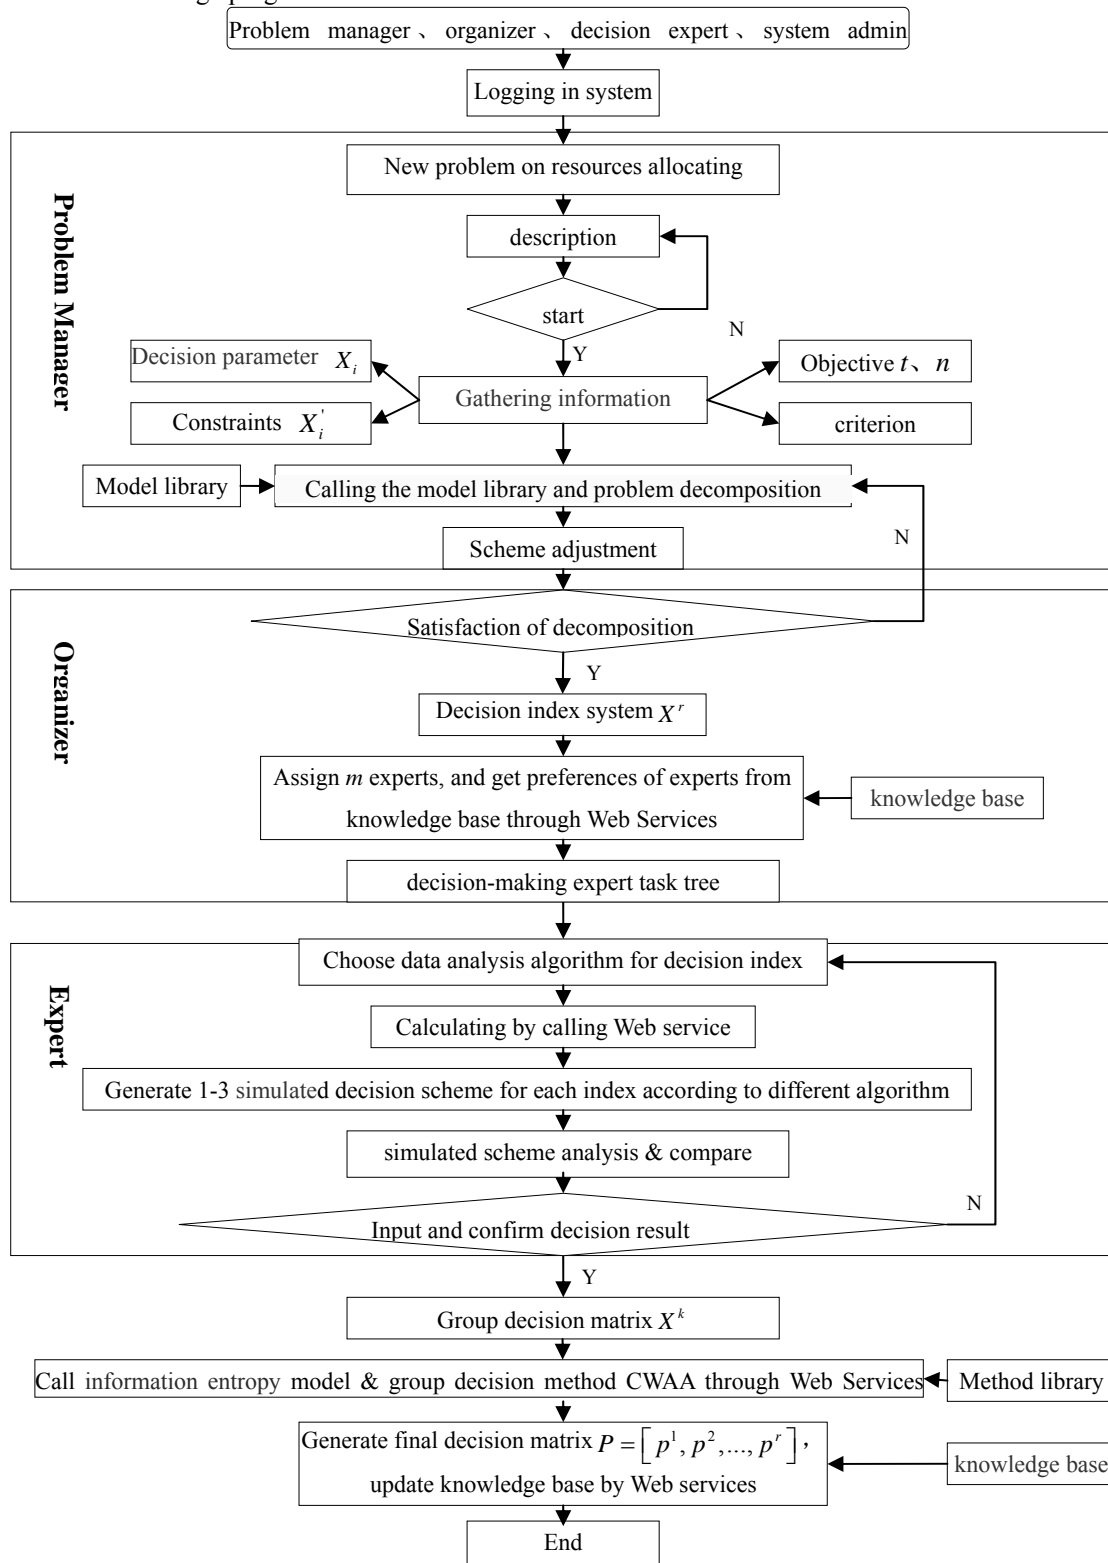 Problem manager 、 organizer 、 decision expert 、 system admin
Logging in system
Problem Manager
New problem on resources allocating
description
start
N
Y
Decision parameter X_i
Objective t、n
Gathering information
Constraints X_i'
criterion
Model library
Calling the model library and problem decomposition
N
Scheme adjustment
Organizer
Satisfaction of decomposition
Y
Decision index system X^r
Assign m experts, and get preferences of experts from
knowledge base through Web Services
knowledge base
decision-making expert task tree
Expert
Choose data analysis algorithm for decision index
Calculating by calling Web service
Generate 1-3 simulated decision scheme for each index according to different algorithm
simulated scheme analysis & compare
N
Input and confirm decision result
Y
Group decision matrix X^k
Call information entropy model & group decision method CWAA through Web Services
Method library
Generate final decision matrix P = [p^1, p^2, ..., p^r]，
update knowledge base by Web services
knowledge base
End